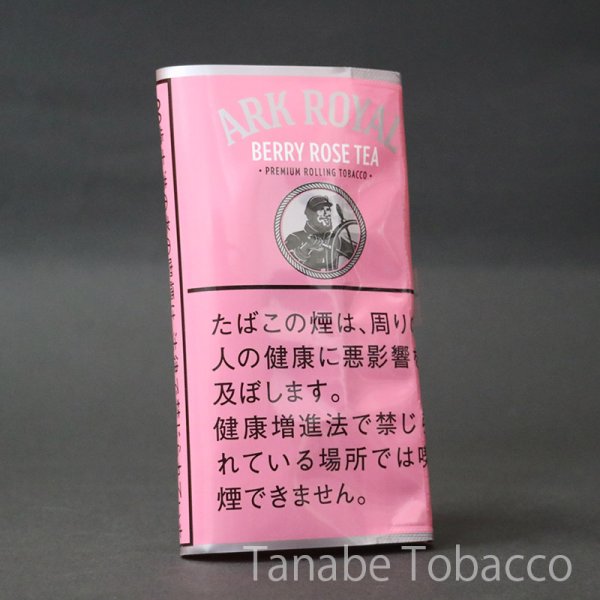 ARK ROYAL
BERRY ROSE TEA
• PREMIUM ROLLING TOBACCO •
たばこの煙は、周りの
人の健康に悪影響を
及ぼします。
健康増進法で禁じら
れている場所では喫
煙できません。
Tanabe Tobacco